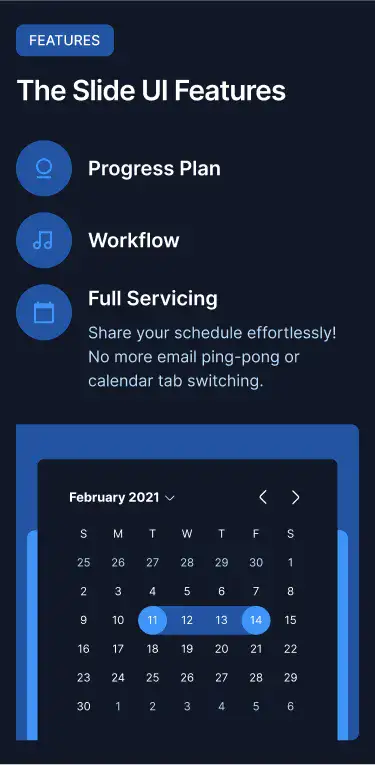 FEATURES
The Slide UI Features
Progress Plan
Workflow
Full Servicing
Share your schedule effortlessly!
No more email ping-pong or
calendar tab switching.
February 2021
S M T W T F S
25 26 27 28 29 30 1
2 3 4 5 6 7 8
9 10 11 12 13 14 15
16 17 18 19 20 21 22
23 24 25 26 27 28 29
30 1 2 3 4 5 6